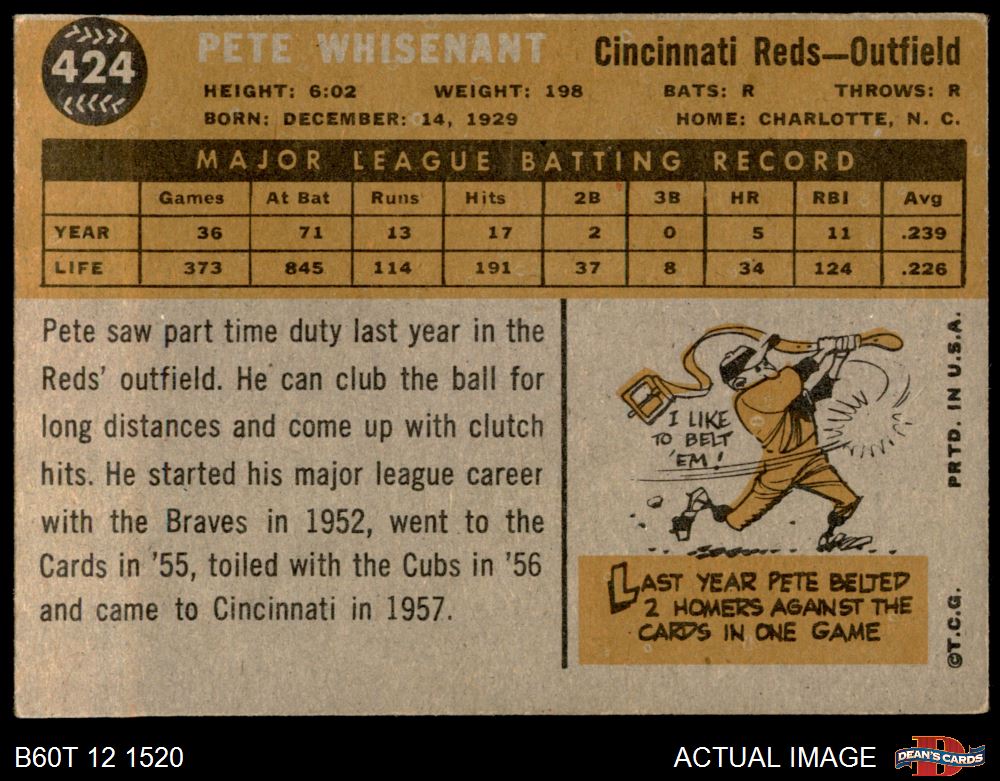 424
PETE WHISENANT Cincinnati Reds—Outfield
HEIGHT: 6:02 WEIGHT: 198 BATS: R THROWS: R
BORN: DECEMBER: 14, 1929 HOME: CHARLOTTE, N. C.
MAJOR LEAGUE BATTING RECORD
Games At Bat Runs Hits 2B 3B HR RBI Avg
YEAR 36 71 13 17 2 0 5 11 .239
LIFE 373 845 114 191 37 8 34 124 .226
Pete saw part time duty last year in the
Reds' outfield. He can club the ball for
long distances and come up with clutch
hits. He started his major league career
with the Braves in 1952, went to the
Cards in '55, toiled with the Cubs in '56
and came to Cincinnati in 1957.
I LIKE
TO BELT
'EM!
LAST YEAR PETE BELTED
2 HOMERS AGAINST THE
CARDS IN ONE GAME
©T.C.G. PRTD. IN U.S.A.
B60T 12 1520 ACTUAL IMAGE
D
DEAN'S CARDS